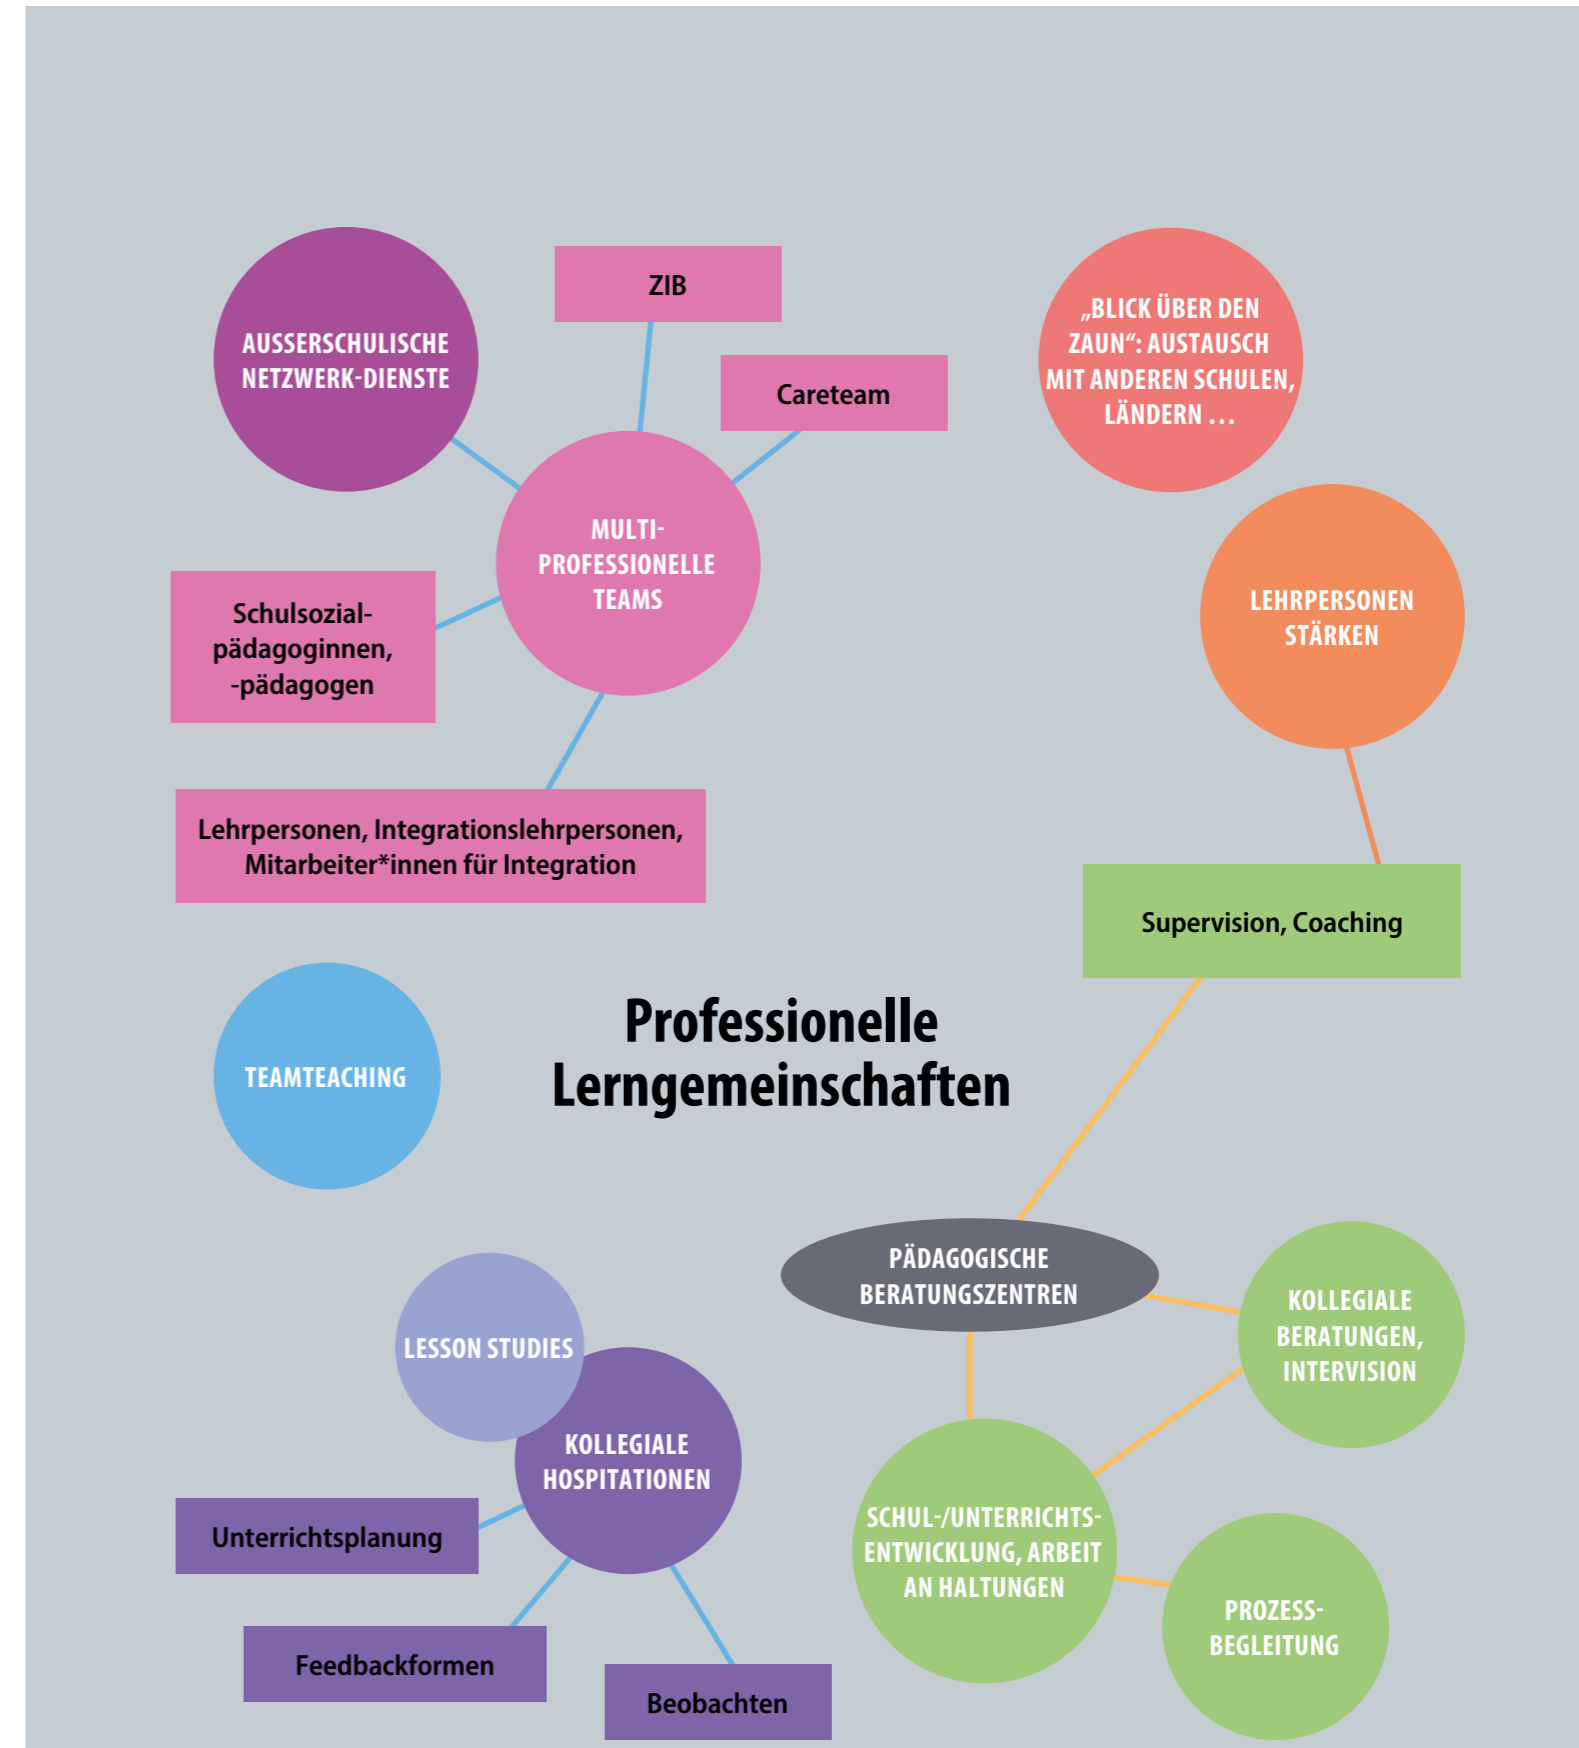 AUSSERSCHULISCHE
NETZWERK-DIENSTE
ZIB
Careteam
„BLICK ÜBER DEN
ZAUN“: AUSTAUSCH
MIT ANDEREN SCHULEN,
LÄNDERN …
MULTI-
PROFESSIONELLE
TEAMS
LEHRPERSONEN
STÄRKEN
Schulsozial-
pädagoginnen,
-pädagogen
Lehrpersonen, Integrationslehrpersonen,
Mitarbeiter*innen für Integration
Supervision, Coaching
TEAMTEACHING
Professionelle
Lerngemeinschaften
PÄDAGOGISCHE
BERATUNGSZENTREN
KOLLEGIALE
BERATUNGEN,
INTERVISION
LESSON STUDIES
KOLLEGIALE
HOSPITATIONEN
SCHUL-/UNTERRICHTS-
ENTWICKLUNG, ARBEIT
AN HALTUNGEN
Unterrichtsplanung
PROZESS-
BEGLEITUNG
Feedbackformen
Beobachten